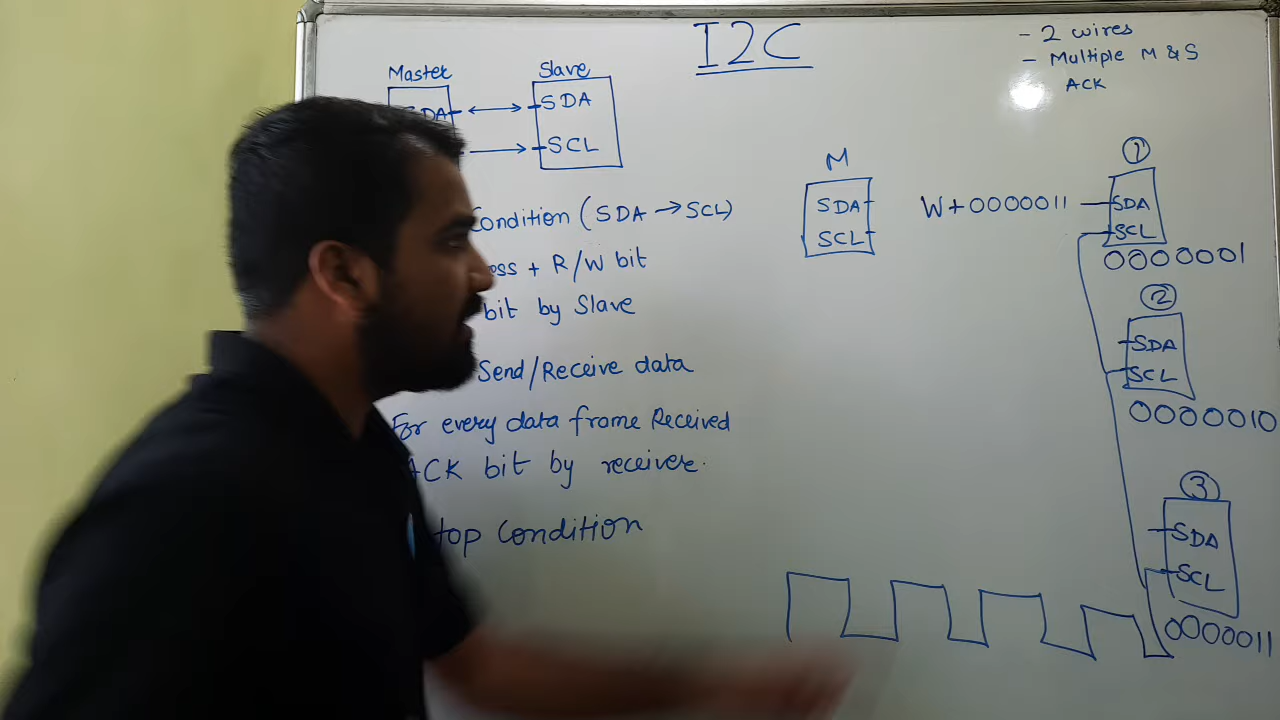 I2C
- 2 wires
- Multiple M & S
ACK
Master
Slave
SDA
SDA
SCL
Condition (SDA → SCL)
+ R/W bit
bit by Slave
Send/Receive data
For every data frame Received
ACK bit by receiver.
top Condition
M
SDA
SCL
W+0000011
1
SDA
SCL
0000001
2
SDA
SCL
0000010
3
SDA
SCL
0000011